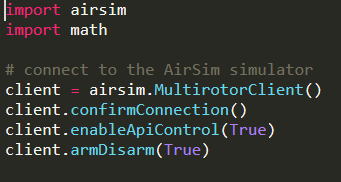 import airsim
import math
# connect to the AirSim simulator
client = airsim.MultirotorClient()
client.confirmConnection()
client.enableApiControl(True)
client.armDisarm(True)